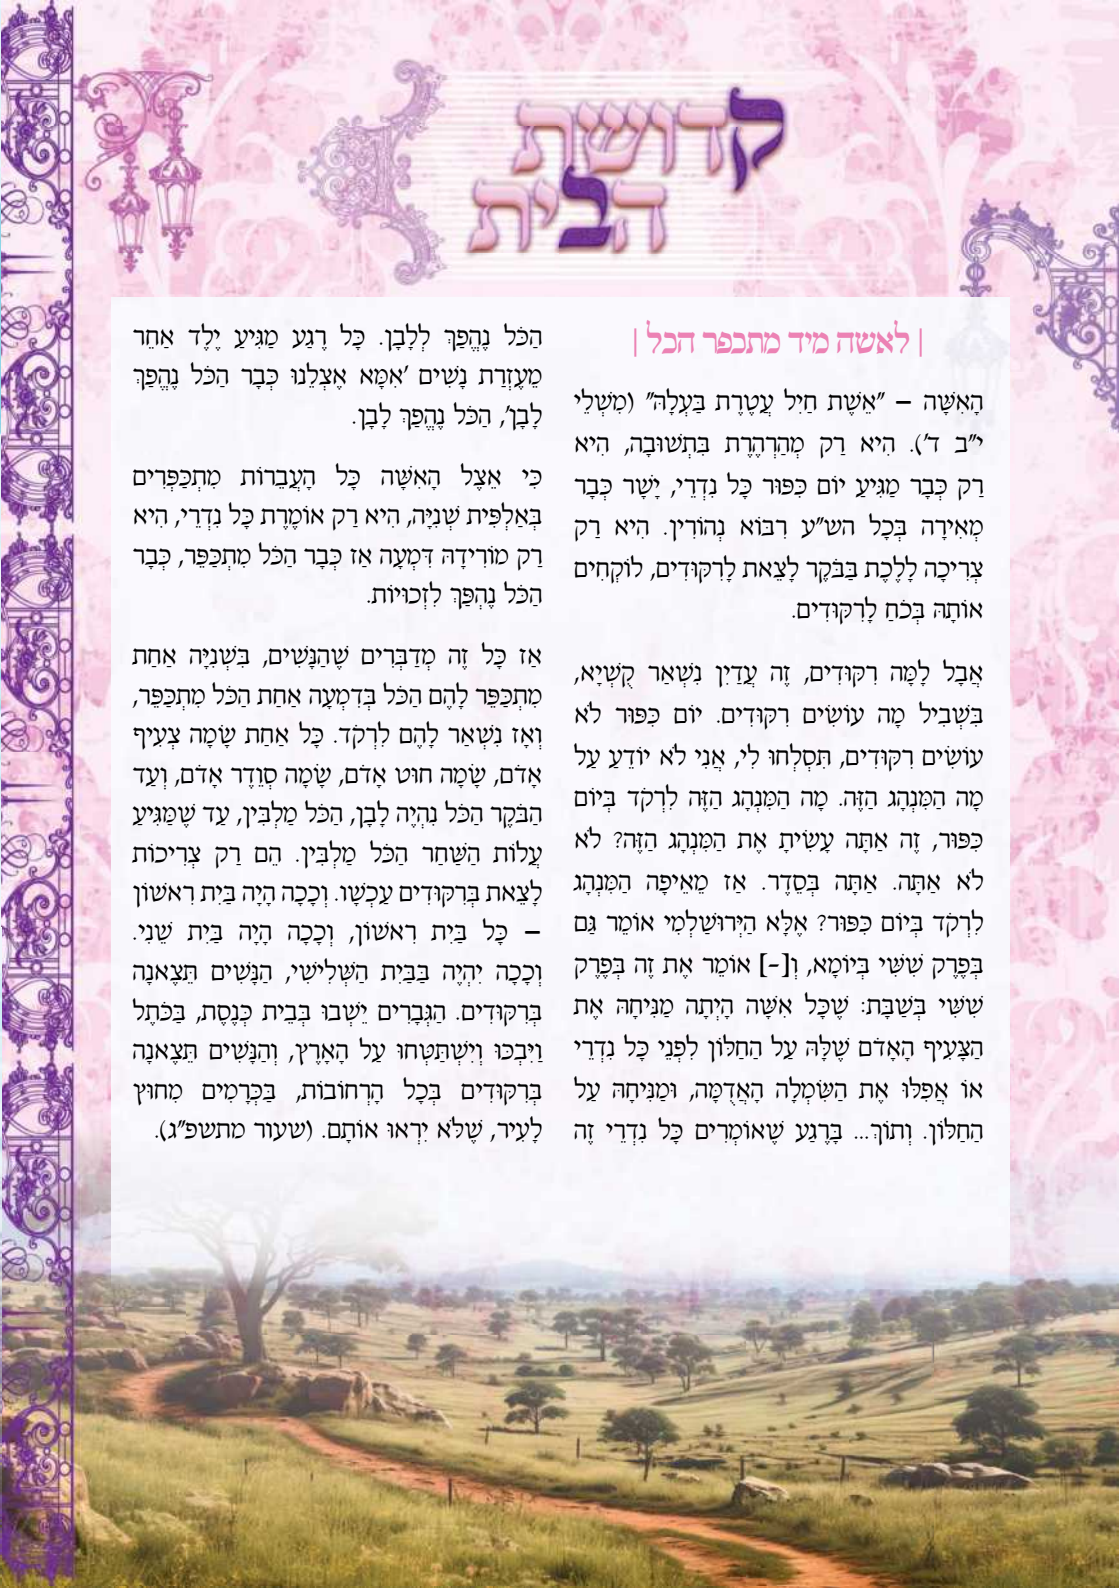 קדושת
הבית
| לאשה מיד מתכפר הכל |
הָאִשָּׁה – "אֵשֶׁת חַיִל עֲטֶרֶת בַּעְלָהּ" (מִשְׁלֵי
י"ב ד'). הִיא רַק מְהַרְהֶרֶת בִּתְשׁוּבָה, הִיא
רַק כְּבָר מַגִּיעַ יוֹם כִּפּוּר כָּל נִדְרֵי, יָשָׁר כְּבָר
מְאִירָה בְּכָל הש"ע רִבּוֹא נְהוֹרִין. הִיא רַק
צְרִיכָה לָלֶכֶת בַּבֹּקֶר לָצֵאת לָרִקּוּדִים, לוֹקְחִים
אוֹתָהּ בְּכֹחַ לָרִקּוּדִים.
אֲבָל לָמָּה רִקּוּדִים, זֶה עֲדַיִן נִשְׁאַר קֻשְׁיָא,
בִּשְׁבִיל מָה עוֹשִׂים רִקּוּדִים. יוֹם כִּפּוּר לֹא
עוֹשִׂים רִקּוּדִים, תִּסְלְחוּ לִי, אֲנִי לֹא יוֹדֵעַ עַל
מָה הַמִּנְהָג הַזֶּה. מָה הַמִּנְהָג הַזֶּה לִרְקֹד בְּיוֹם
כִּפּוּר, זֶה אַתָּה עָשִׂיתָ אֶת הַמִּנְהָג הַזֶּה? לֹא
לֹא אַתָּה. אַתָּה בְּסֵדֶר. אַז מֵאֵיפָה הַמִּנְהָג
לִרְקֹד בְּיוֹם כִּפּוּר? אֶלָּא הַיְּרוּשַׁלְמִי אוֹמֵר גַּם
בְּפֶרֶק שִׁשִּׁי בְּיוֹמָא, וְ[-] אוֹמֵר אֶת זֶה בְּפֶרֶק
שִׁשִּׁי בְּשַׁבָּת: שֶׁכָּל אִשָּׁה הָיְתָה מַנִּיחָהּ אֶת
הַצָּעִיף הָאָדֹם שֶׁלָּהּ עַל הַחַלּוֹן לִפְנֵי כָּל נִדְרֵי
אוֹ אֲפִלּוּ אֶת הַשִּׂמְלָה הָאֲדֻמָּה, וּמַנִּיחָהּ עַל
הַחַלּוֹן. וְתוֹךְ... בָּרֶגַע שֶׁאוֹמְרִים כָּל נִדְרֵי זֶה
הַכֹּל נֶהֱפַךְ לְלָבָן. כָּל רֶגַע מַגִּיעַ יֶלֶד אַחֵר
מֵעֶזְרַת נָשִׁים 'אִמָּא אֶצְלֵנוּ כְּבָר הַכֹּל נֶהֱפַךְ
לָבָן', הַכֹּל נֶהֱפַךְ לָבָן.
כִּי אֵצֶל הָאִשָּׁה כָּל הָעֲבֵרוֹת מִתְכַּפְּרִים
בְּאַלְפִּית שְׁנִיָּה, הִיא רַק אוֹמֶרֶת כָּל נִדְרֵי, הִיא
רַק מוֹרִידָהּ דִּמְעָה אַז כְּבָר הַכֹּל מִתְכַּפֵּר, כְּבָר
הַכֹּל נֶהְפַּךְ לִזְכוּיּוֹת.
אַז כָּל זֶה מְדַבְּרִים שֶׁהַנָּשִׁים, בִּשְׁנִיָּה אַחַת
מִתְכַּפֵּר לָהֶם הַכֹּל בְּדִמְעָה אַחַת הַכֹּל מִתְכַּפֵּר,
וְאָז נִשְׁאַר לָהֶם לִרְקֹד. כָּל אַחַת שָׂמָה צְעִיף
אָדֹם, שָׂמָה חוּט אָדֹם, שָׂמָה סְוֵדֶר אָדֹם, וְעַד
הַבֹּקֶר הַכֹּל נִהְיֶה לָבָן, הַכֹּל מַלְבִּין, עַד שֶׁמַּגִּיעַ
עֲלוֹת הַשַּׁחַר הַכֹּל מַלְבִּין. הֵם רַק צְרִיכוֹת
לָצֵאת בְּרִקּוּדִים עַכְשָׁו. וְכָכָה הָיָה בַּיִת רִאשׁוֹן
– כָּל בַּיִת רִאשׁוֹן, וְכָכָה הָיָה בַּיִת שֵׁנִי.
וְכָכָה יִהְיֶה בַּבַּיִת הַשְּׁלִישִׁי, הַנָּשִׁים תֵּצֶאנָה
בְּרִקּוּדִים. הַגְּבָרִים יֵשְׁבוּ בְּבֵית כְּנֶסֶת, בַּכֹּתֶל
וַיִּבְכּוּ וְיִשְׁתַּטְּחוּ עַל הָאָרֶץ, וְהַנָּשִׁים תֵּצֶאנָה
בְּרִקּוּדִים בְּכָל הָרְחוֹבוֹת, בַּכְּרָמִים מִחוּץ
לָעִיר, שֶׁלֹּא יִרְאוּ אוֹתָם. (שעור מתשפ"ג).